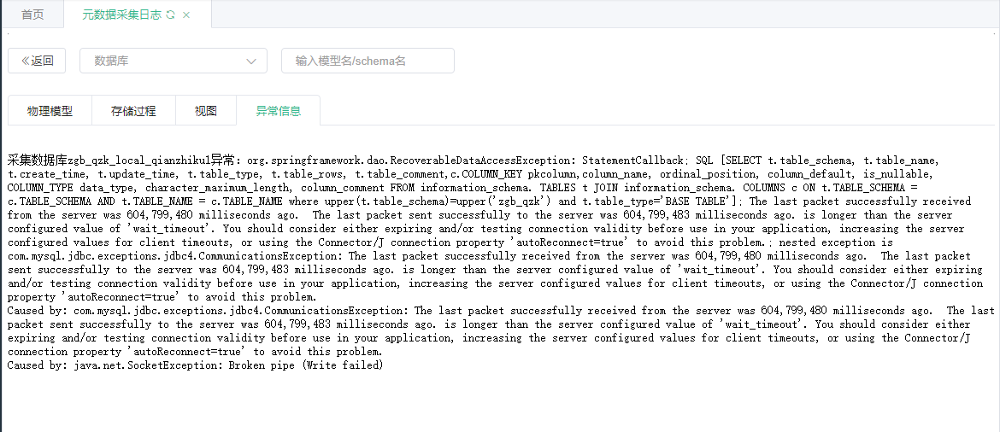 首页
元数据采集日志
返回
数据库
输入模型名/schema名
物理模型
存储过程
视图
异常信息
采集数据库zgb_qzk_local_qianzhiku1异常: org.springframework.dao.RecoverableDataAccessException: StatementCallback; SQL [SELECT t.table_schema, t.table_name,
t.create_time, t.update_time, t.table_type, t.table_rows, t.table_comment,c.COLUMN_KEY pkcolumn,column_name, ordinal_position, column_default, is_nullable,
COLUMN_TYPE data_type, character_maximum_length, column_comment FROM information_schema. TABLES t JOIN information_schema. COLUMNS c ON t.TABLE_SCHEMA =
c.TABLE_SCHEMA AND t.TABLE_NAME = c.TABLE_NAME where upper(t.table_schema)=upper('zgb_qzk') and t.table_type='BASE TABLE']; The last packet successfully received
from the server was 604,799,480 milliseconds ago.  The last packet sent successfully to the server was 604,799,483 milliseconds ago. is longer than the server
configured value of 'wait_timeout'. You should consider either expiring and/or testing connection validity before use in your application, increasing the server
configured values for client timeouts, or using the Connector/J connection property 'autoReconnect=true' to avoid this problem.; nested exception is
com.mysql.jdbc.exceptions.jdbc4.CommunicationsException: The last packet successfully received from the server was 604,799,480 milliseconds ago.  The last packet
sent successfully to the server was 604,799,483 milliseconds ago. is longer than the server configured value of 'wait_timeout'. You should consider either expiring
and/or testing connection validity before use in your application, increasing the server configured values for client timeouts, or using the Connector/J connection
property 'autoReconnect=true' to avoid this problem.
Caused by: com.mysql.jdbc.exceptions.jdbc4.CommunicationsException: The last packet successfully received from the server was 604,799,480 milliseconds ago.  The last
packet sent successfully to the server was 604,799,483 milliseconds ago. is longer than the server configured value of 'wait_timeout'. You should consider either
expiring and/or testing connection validity before use in your application, increasing the server configured values for client timeouts, or using the Connector/J
connection property 'autoReconnect=true' to avoid this problem.
Caused by: java.net.SocketException: Broken pipe (Write failed)